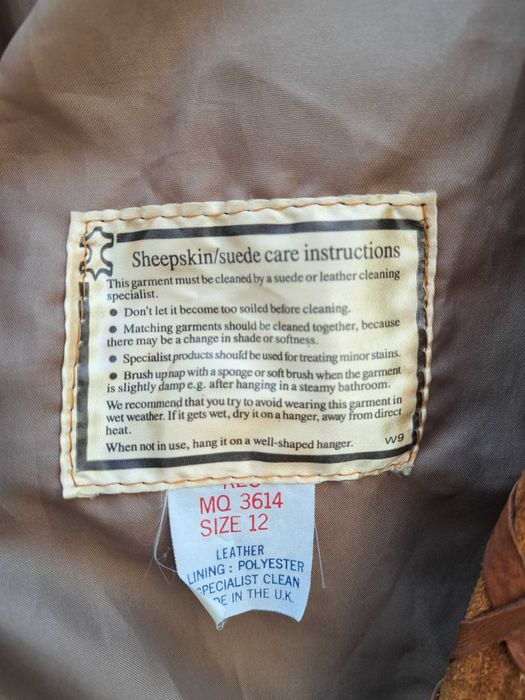 Sheepskin/suede care instructions
This garment must be cleaned by a suede or leather cleaning
specialist.
● Don't let it become too soiled before cleaning.
● Matching garments should be cleaned together, because
there may be a change in shade or softness.
● Specialist products should be used for treating minor stains.
● Brush up nap with a sponge or soft brush when the garment
is slightly damp e.g. after hanging in a steamy bathroom.
We recommend that you try to avoid wearing this garment in
wet weather. If it gets wet, dry it on a hanger, away from direct
heat.
When not in use, hang it on a well-shaped hanger.
W9
MQ 3614
SIZE 12
LEATHER
LINING : POLYESTER
SPECIALIST CLEAN
DE IN THE U.K.